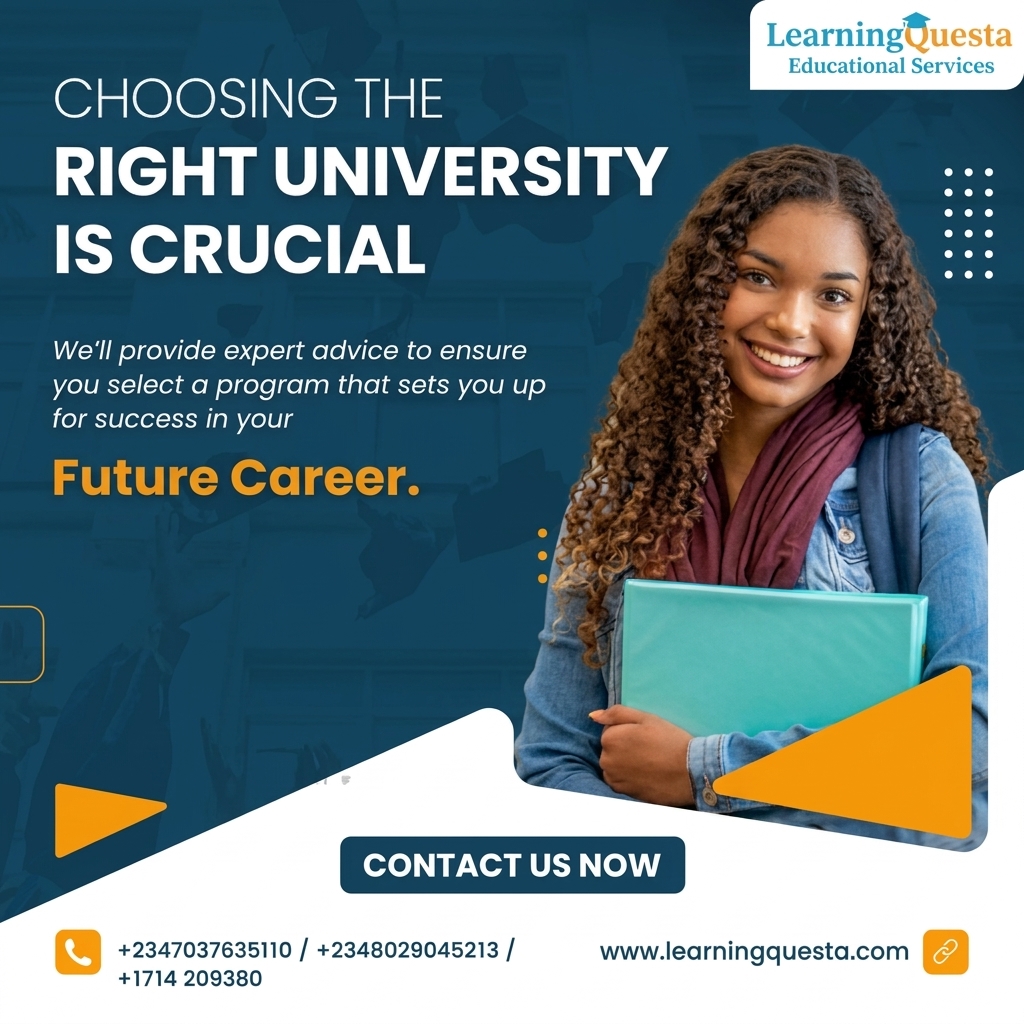 LearningQuesta
Educational Services
CHOOSING THE
RIGHT UNIVERSITY
IS CRUCIAL
We'll provide expert advice to ensure
you select a program that sets you up
for success in your
Future Career.
CONTACT US NOW
+2347037635110 / +2348029045213 /
+1714 209380
www.learningquesta.com